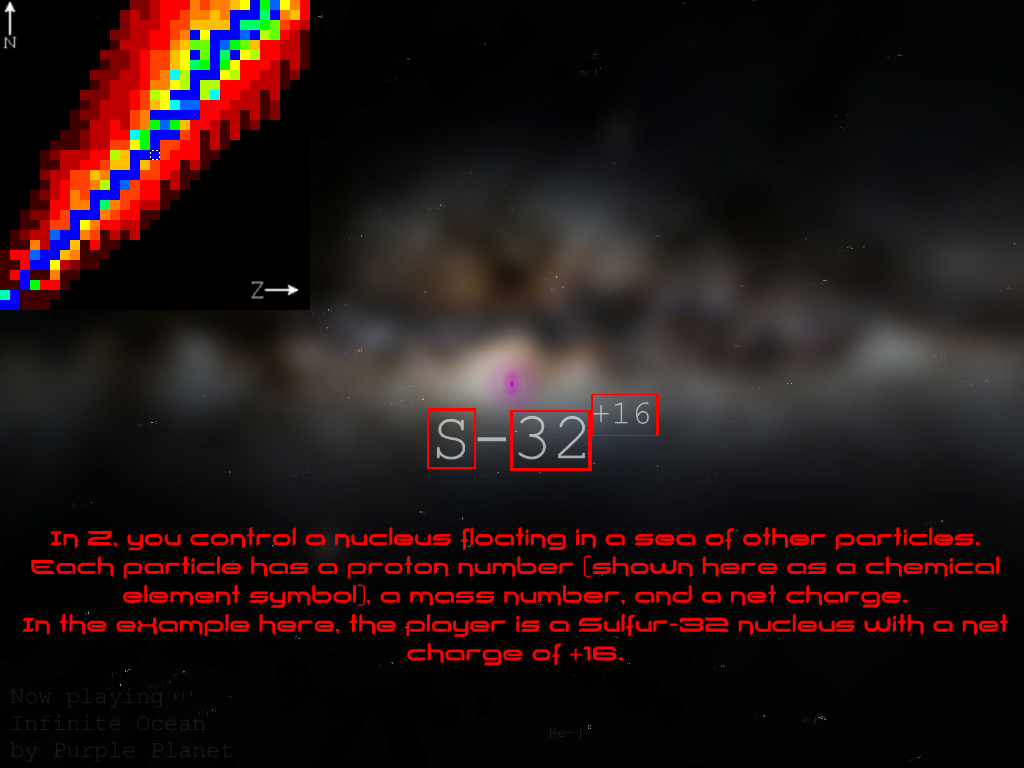 N
Z
S-32+16
In Z, you control a nucleus floating in a sea of other particles.
Each particle has a proton number (shown here as a chemical
element symbol), a mass number, and a net charge.
In the example here, the player is a Sulfur-32 nucleus with a net
charge of +16.
Now playing
Infinite Ocean
by Purple Planet
He-4